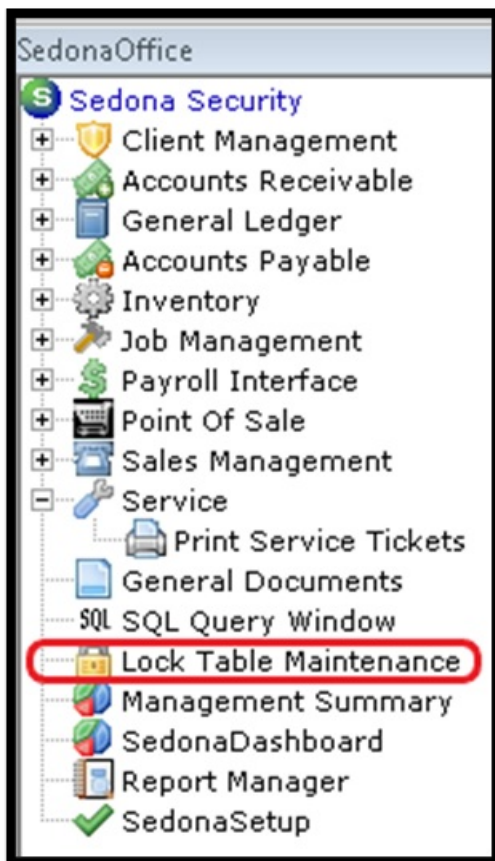 SedonaOffice
S Sedona Security
Client Management
Accounts Receivable
General Ledger
Accounts Payable
Inventory
Job Management
Payroll Interface
Point Of Sale
Sales Management
Service
Print Service Tickets
General Documents
SQL SQL Query Window
Lock Table Maintenance
Management Summary
SedonaDashboard
Report Manager
SedonaSetup